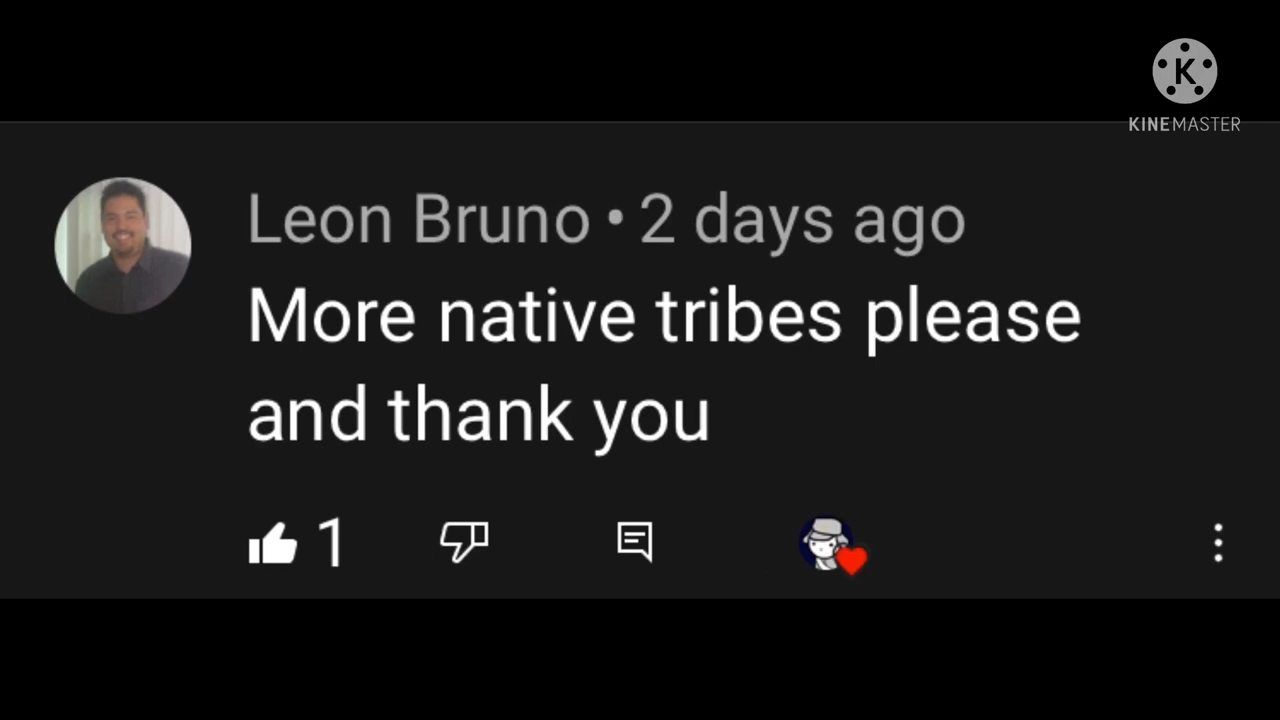 K
KINEMASTER
Leon Bruno • 2 days ago
More native tribes please
and thank you
1